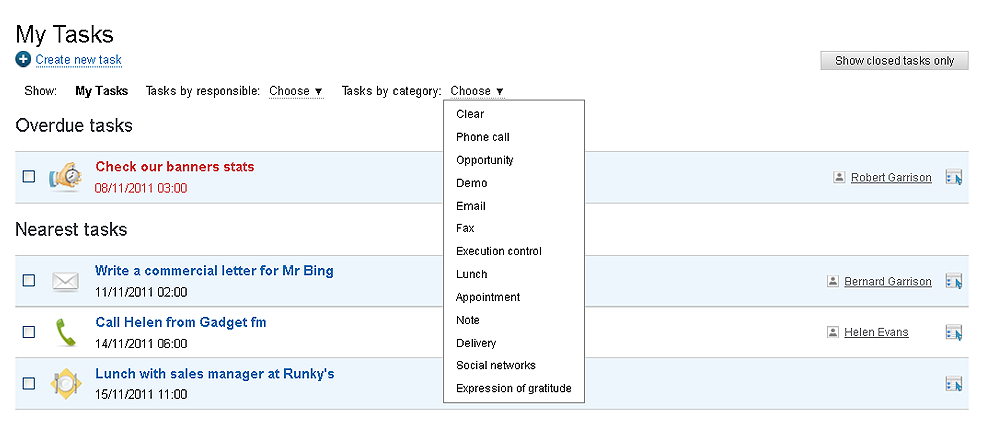 My Tasks
Create new task
Show closed tasks only
Show: My Tasks Tasks by responsible: Choose ▼ Tasks by category: Choose ▼
Clear
Phone call
Opportunity
Demo
Email
Fax
Execution control
Lunch
Appointment
Note
Delivery
Social networks
Expression of gratitude
Overdue tasks
Check our banners stats
08/11/2011 03:00
Robert Garrison
Nearest tasks
Write a commercial letter for Mr Bing
11/11/2011 02:00
Bernard Garrison
Call Helen from Gadget fm
14/11/2011 06:00
Helen Evans
Lunch with sales manager at Runky's
15/11/2011 11:00